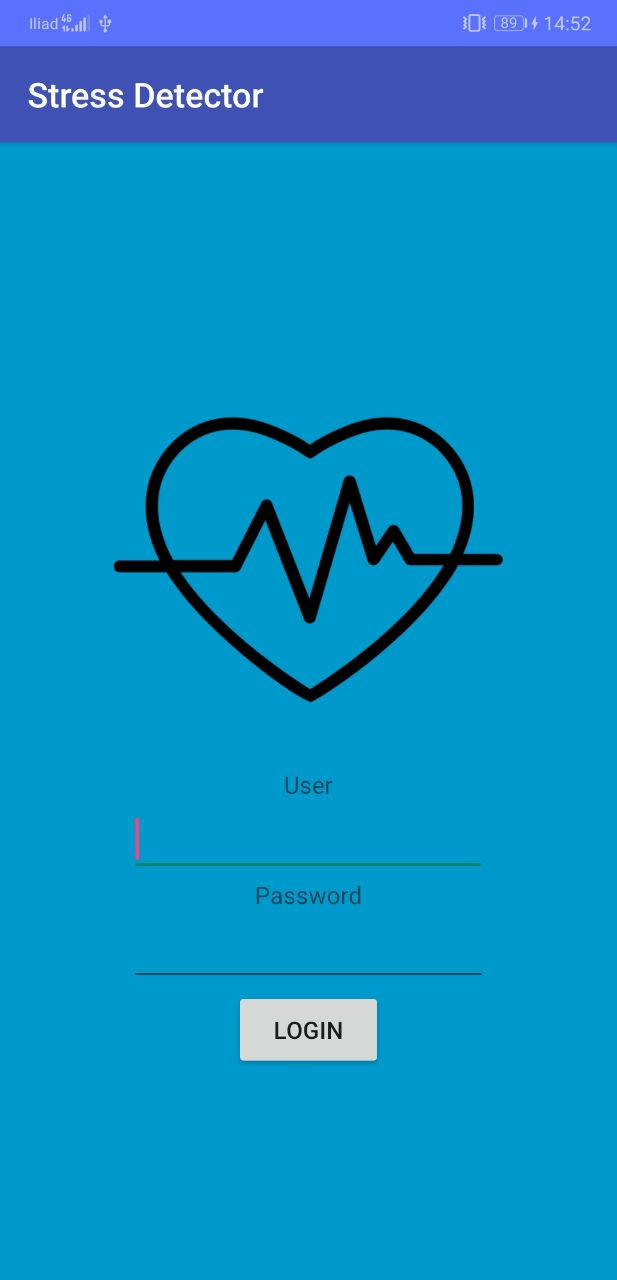 Iliad 4G 89 14:52
Stress Detector
User
Password
LOGIN